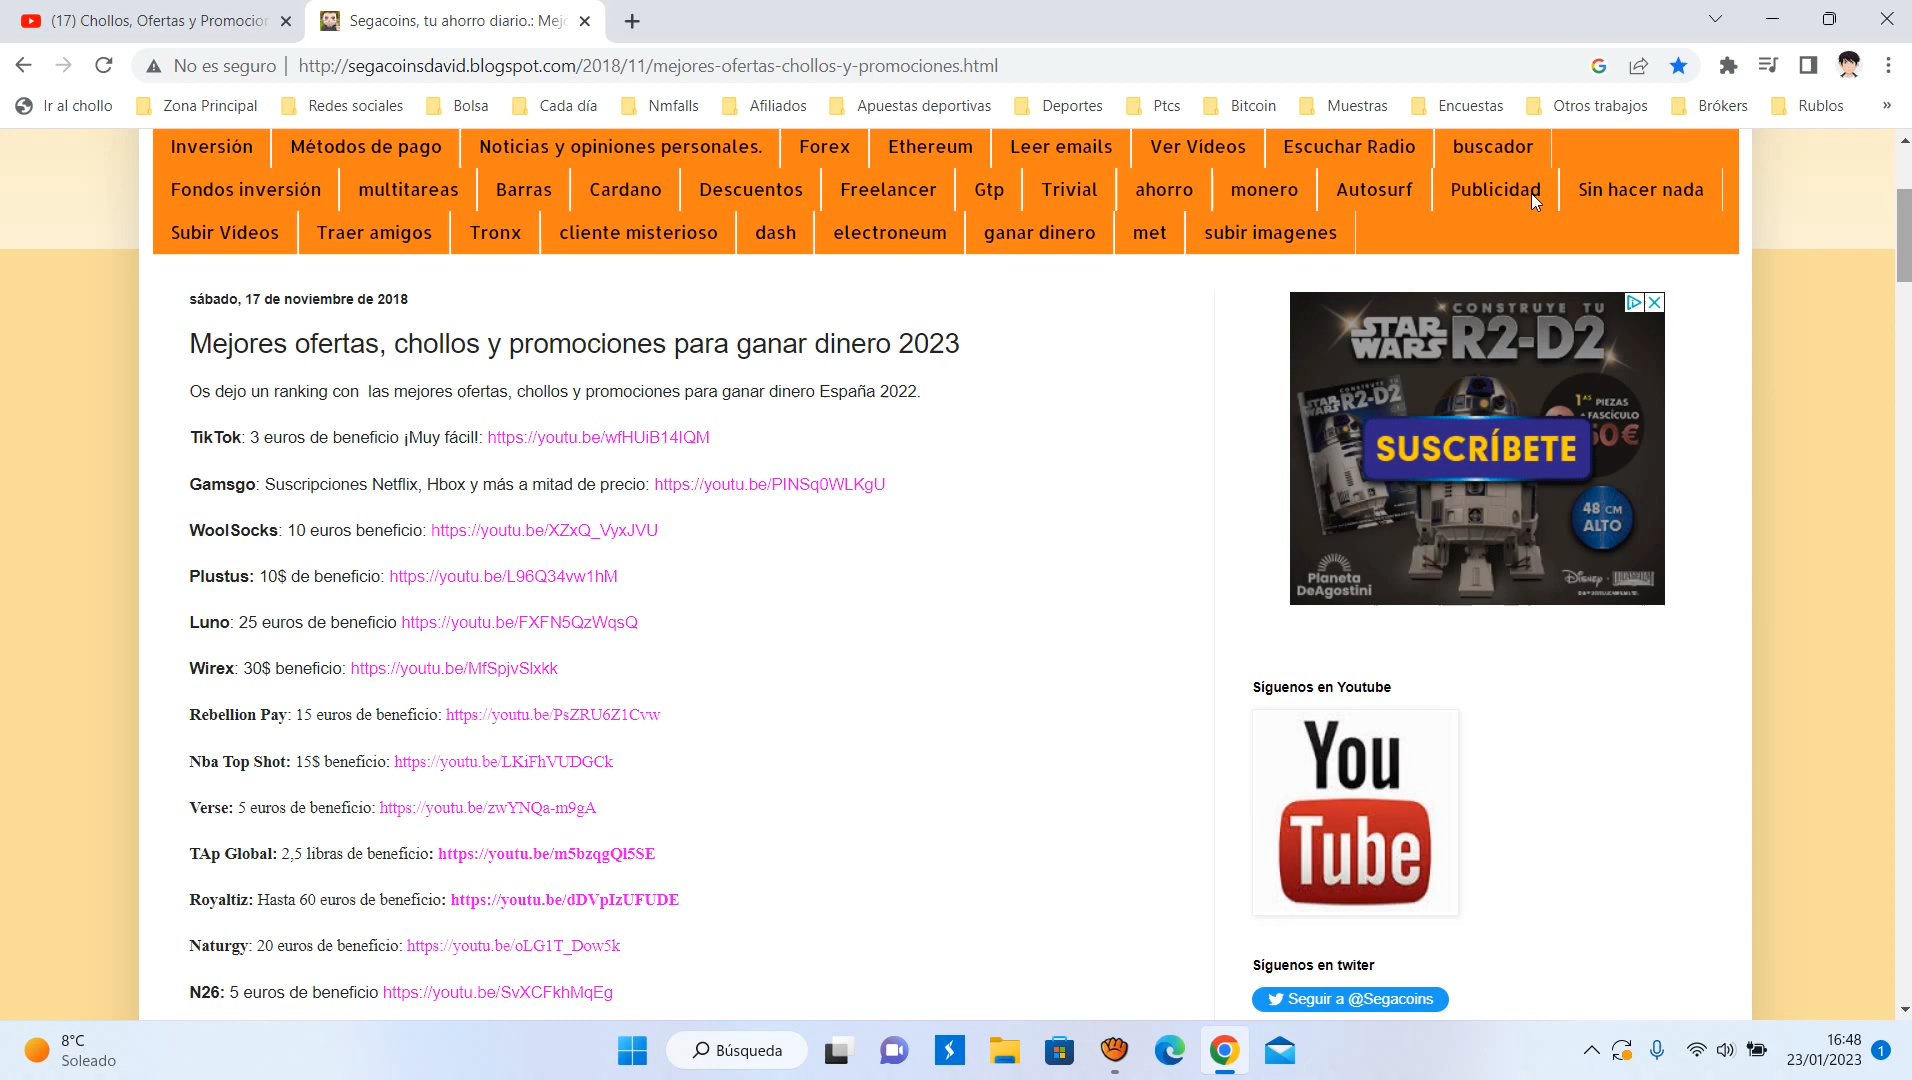 (17) Chollos, Ofertas y Promocion
Segacoins, tu ahorro diario.: Mejo
No es seguro
http://segacoinsdavid.blogspot.com/2018/11/mejores-ofertas-chollos-y-promociones.html
Ir al chollo
Zona Principal
Redes sociales
Bolsa
Cada día
Nmfalls
Afiliados
Apuestas deportivas
Deportes
Ptcs
Bitcoin
Muestras
Encuestas
Otros trabajos
Brókers
Rublos
»
Inversión
Métodos de pago
Noticias y opiniones personales.
Forex
Ethereum
Leer emails
Ver Vídeos
Escuchar Radio
buscador
Fondos inversión
multitareas
Barras
Cardano
Descuentos
Freelancer
Gtp
Trivial
ahorro
monero
Autosurf
Publicidad
Sin hacer nada
Subir Vídeos
Traer amigos
Tronx
cliente misterioso
dash
electroneum
ganar dinero
met
subir imagenes
sábado, 17 de noviembre de 2018
Mejores ofertas, chollos y promociones para ganar dinero 2023
Os dejo un ranking con las mejores ofertas, chollos y promociones para ganar dinero España 2022.
TikTok: 3 euros de beneficio ¡Muy fácil!: https://youtu.be/wfHUiB14IQM
Gamsgo: Suscripciones Netflix, Hbox y más a mitad de precio: https://youtu.be/PINSq0WLKgU
WoolSocks: 10 euros beneficio: https://youtu.be/XZxQ_VyxJVU
Plustus: 10$ de beneficio: https://youtu.be/L96Q34vw1hM
Luno: 25 euros de beneficio https://youtu.be/FXFN5QzWqsQ
Wirex: 30$ beneficio: https://youtu.be/MfSpjvSlxkk
Rebellion Pay: 15 euros de beneficio: https://youtu.be/PsZRU6Z1Cvw
Nba Top Shot: 15$ beneficio: https://youtu.be/LKiFhVUDGCk
Verse: 5 euros de beneficio: https://youtu.be/zwYNQa-m9gA
TAp Global: 2,5 libras de beneficio: https://youtu.be/m5bzqgQl5SE
Royaltiz: Hasta 60 euros de beneficio: https://youtu.be/dDVpIzUFUDE
Naturgy: 20 euros de beneficio: https://youtu.be/oLG1T_Dow5k
N26: 5 euros de beneficio https://youtu.be/SvXCFkhMqEg
CONSTRUYE TU
STAR WARS R2-D2
CONSTRUYE TU
R2-D2
1AS PIEZAS
+ FASCÍCULO
50€
SUSCRÍBETE
48 CM
ALTO
Planeta
DeAgostini
Disney
Síguenos en Youtube
You
Tube
Síguenos en twiter
Seguir a @Segacoins
8°C
Soleado
Búsqueda
16:48
23/01/2023
1